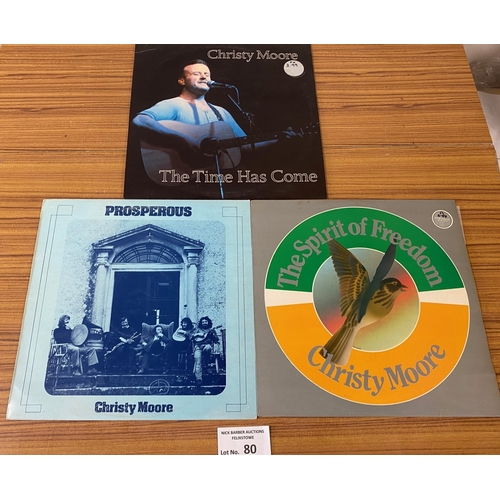 Christy Moore
The Time Has Come
PROSPEROUS
Christy Moore
The Spirit of Freedom
Christy Moore
NICK BARBER AUCTIONS
FELIXSTOWE
Lot No. 80